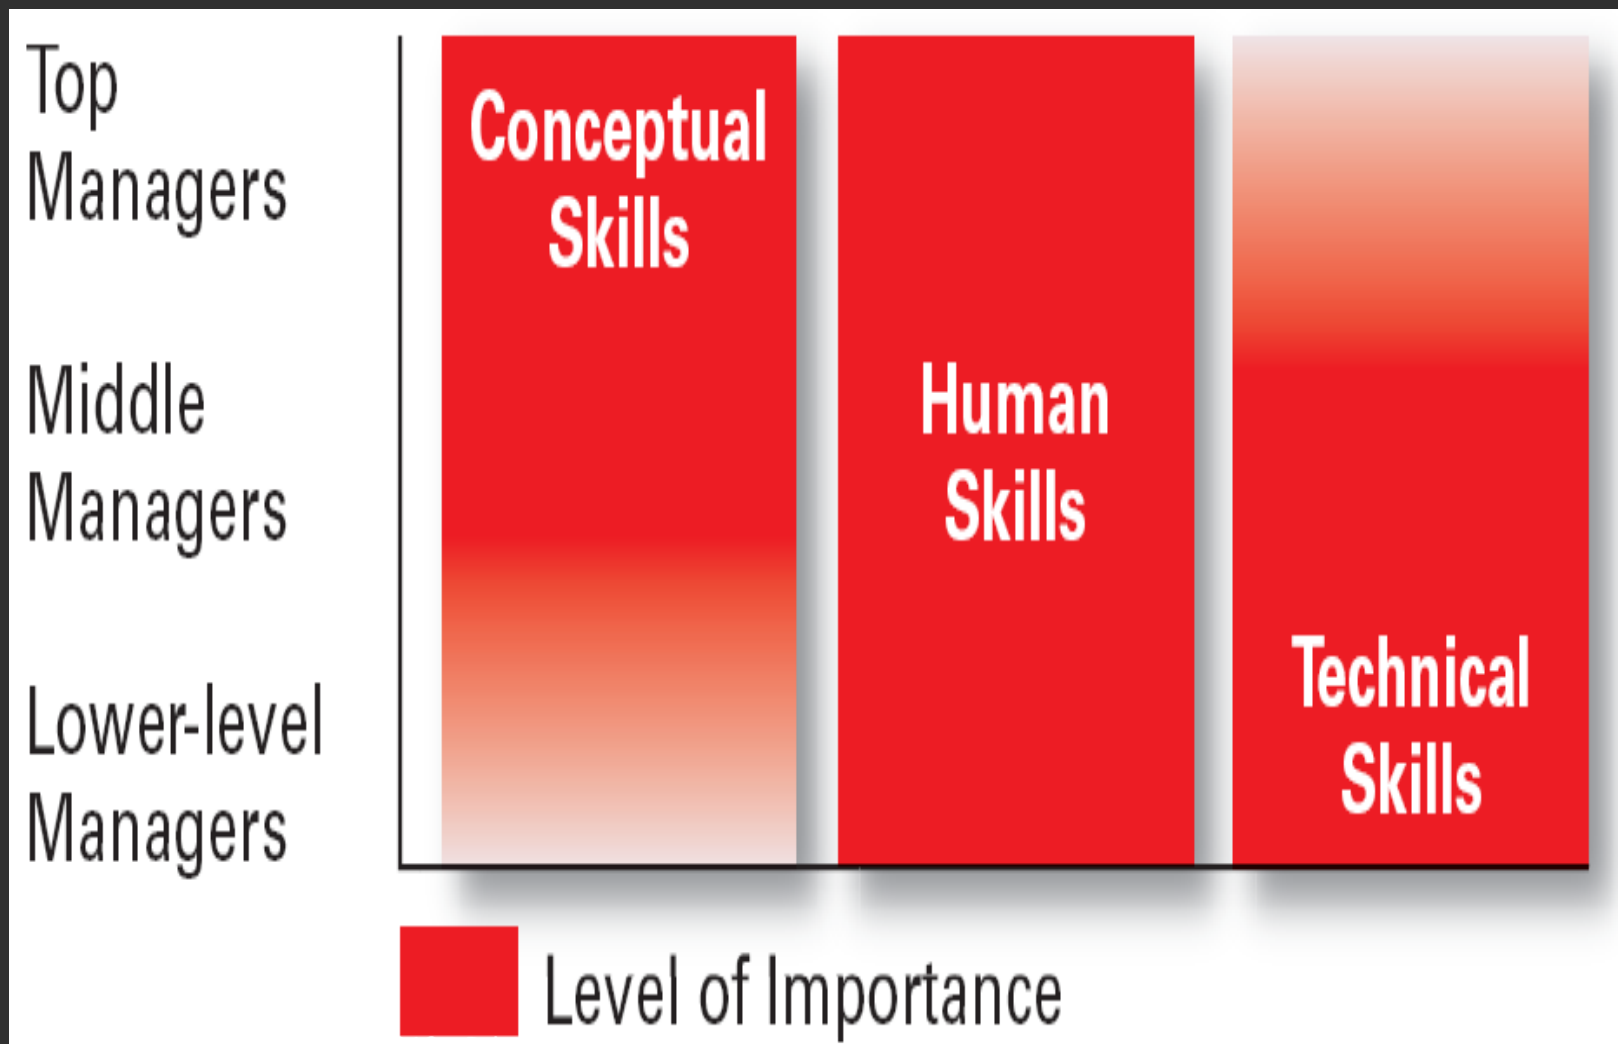 Top
Managers
Middle
Managers
Lower-level
Managers
Conceptual
Skills
Human
Skills
Technical
Skills
Level of Importance